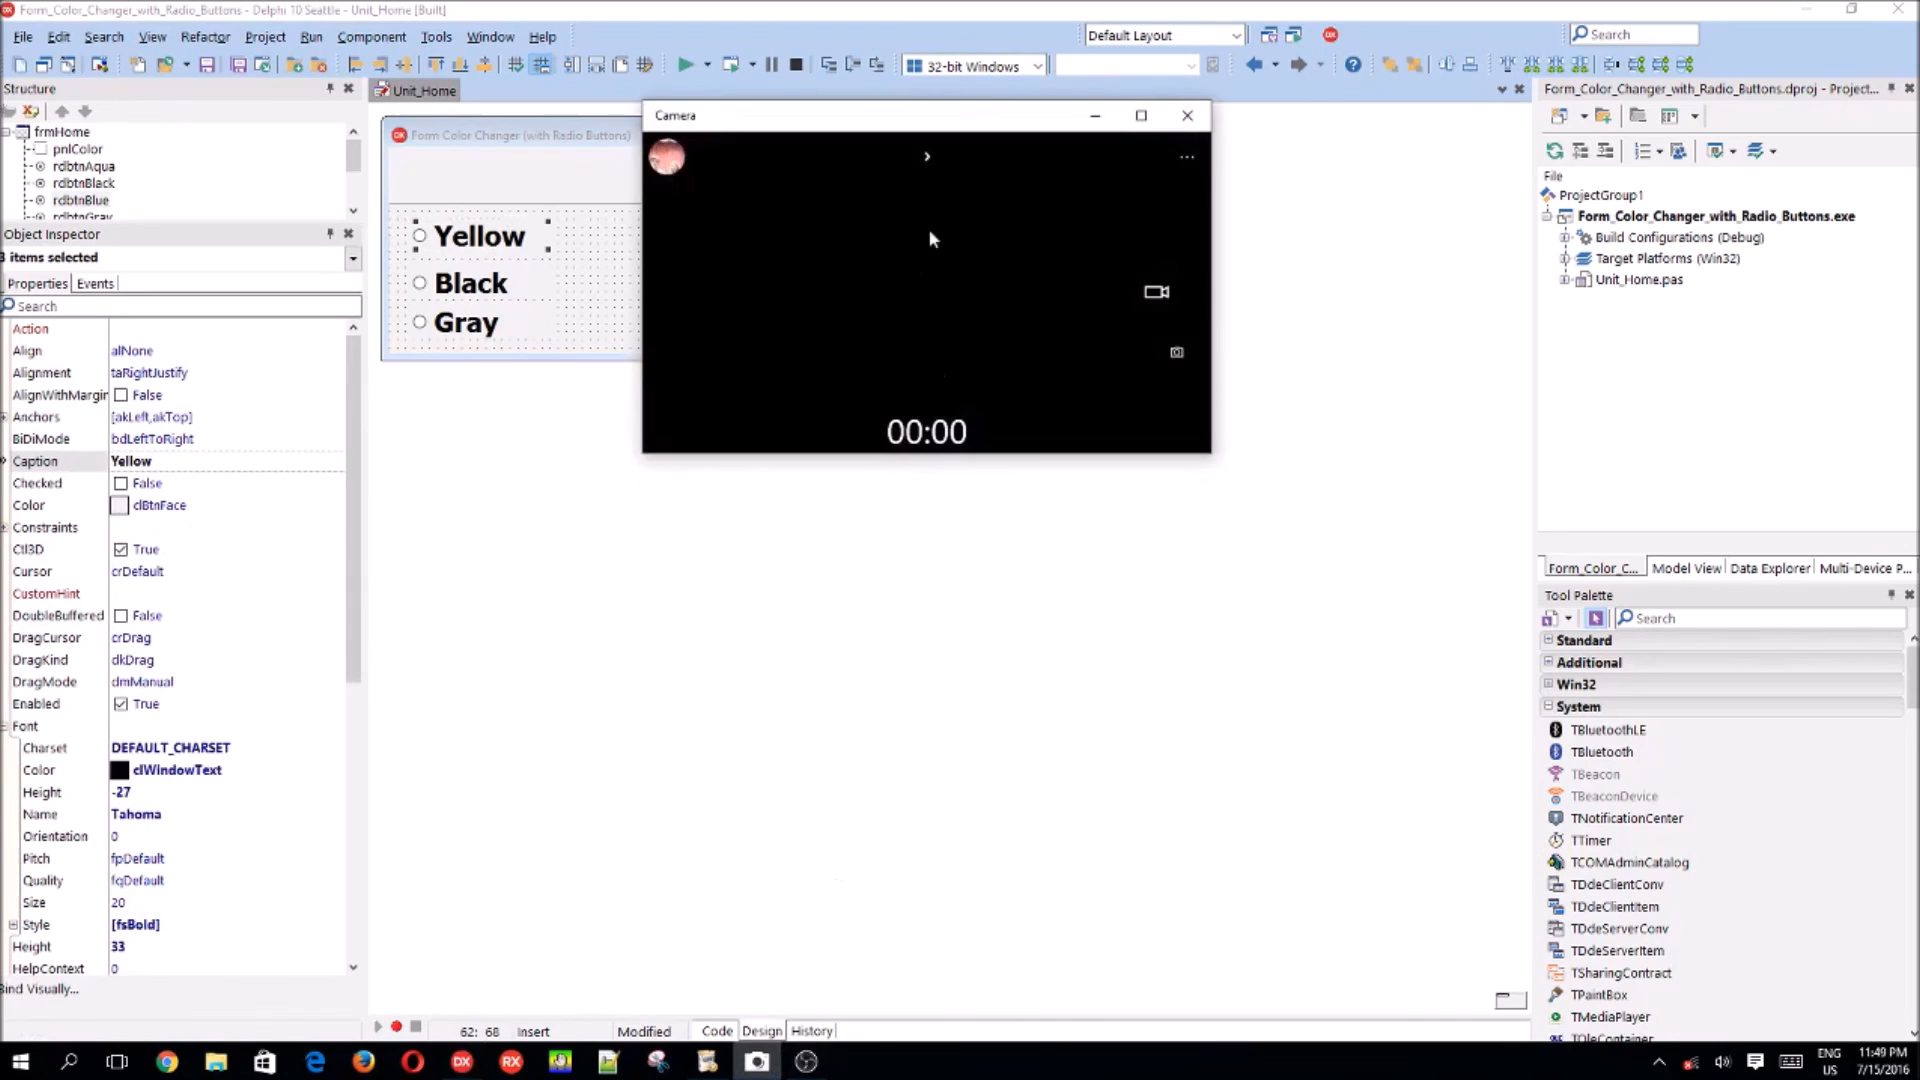 Form_Color_Changer_with_Radio_Buttons - Delphi 10 Seattle - Unit_Home [Built]
File Edit Search View Refactor Project Run Component Tools Window Help
Default Layout
Search
32-bit Windows
Structure
frmHome
pnlColor
rdbtnAqua
rdbtnBlack
rdbtnBlue
rdbtnGray
Object Inspector
3 items selected
Properties Events
Search
Action
Align alNone
Alignment taRightJustify
AlignWithMargin False
Anchors [akLeft,akTop]
BiDiMode bdLeftToRight
Caption Yellow
Checked False
Color clBtnFace
Constraints
Ctl3D True
Cursor crDefault
CustomHint
DoubleBuffered False
DragCursor crDrag
DragKind dkDrag
DragMode dmManual
Enabled True
Font
Charset DEFAULT_CHARSET
Color clWindowText
Height -27
Name Tahoma
Orientation 0
Pitch fpDefault
Quality fqDefault
Size 20
Style [fsBold]
Height 33
HelpContext 0
Bind Visually...
Unit_Home
Form Color Changer (with Radio Buttons)
Yellow
Black
Gray
Camera
00:00
62: 68 Insert Modified Code Design History
Form_Color_Changer_with_Radio_Buttons.dproj - Project...
File
ProjectGroup1
Form_Color_Changer_with_Radio_Buttons.exe
Build Configurations (Debug)
Target Platforms (Win32)
Unit_Home.pas
Form_Color_C... Model View Data Explorer Multi-Device P...
Tool Palette
Search
Standard
Additional
Win32
System
TBluetoothLE
TBluetooth
TBeacon
TBeaconDevice
TNotificationCenter
TTimer
TCOMAdminCatalog
TDdeClientConv
TDdeClientItem
TDdeServerConv
TDdeServerItem
TSharingContract
TPaintBox
TMediaPlayer
TOleContainer
DX RX
ENG
US
11:49 PM
7/15/2016